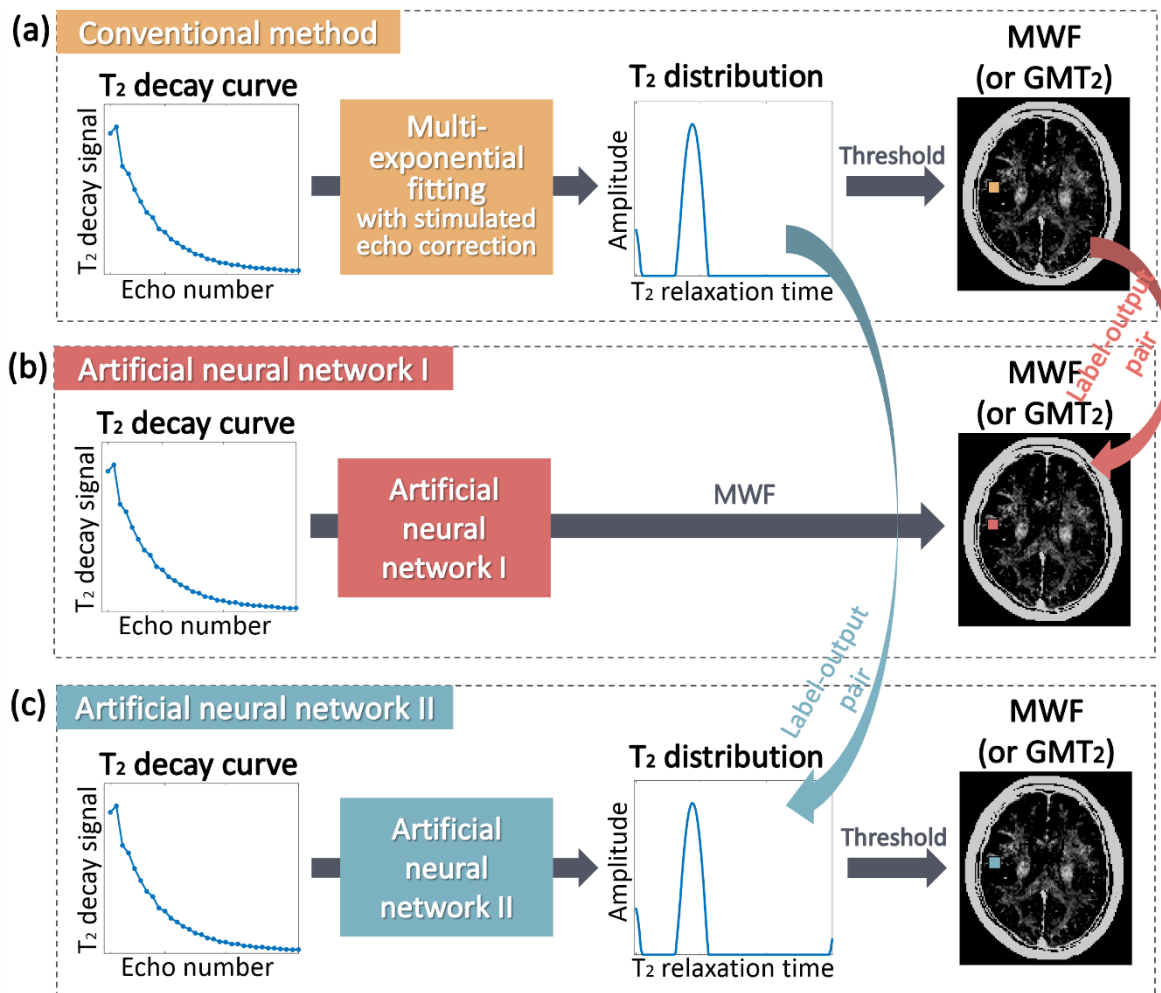 (a)
Conventional method
T₂ decay curve
T₂ decay signal
Echo number
Multi-
exponential
fitting
with stimulated
echo correction
T₂ distribution
Amplitude
T₂ relaxation time
Threshold
MWF
(or GMT₂)
Label-output
pair
(b)
Artificial neural network I
T₂ decay curve
T₂ decay signal
Echo number
Artificial
neural
network I
MWF
MWF
(or GMT₂)
Label-output
pair
(c)
Artificial neural network II
T₂ decay curve
T₂ decay signal
Echo number
Artificial
neural
network II
T₂ distribution
Amplitude
T₂ relaxation time
Threshold
MWF
(or GMT₂)